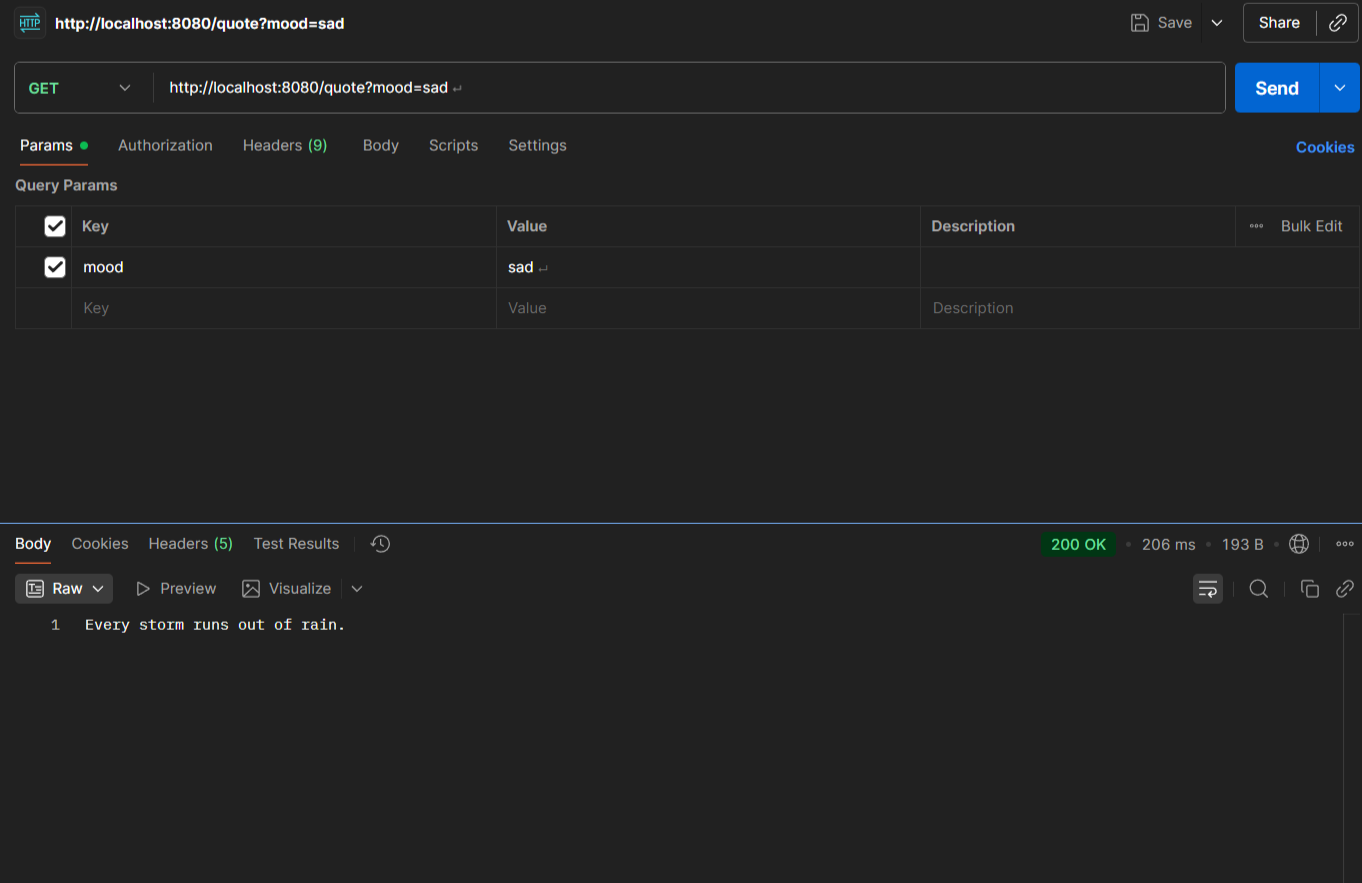 HTTP http://localhost:8080/quote?mood=sad Save Share
GET http://localhost:8080/quote?mood=sad ↵ Send
Params Authorization Headers (9) Body Scripts Settings Cookies
Query Params
Key Value Description Bulk Edit
mood sad ↵
Key Value Description
Body Cookies Headers (5) Test Results 200 OK • 206 ms • 193 B •
Raw Preview Visualize
1 Every storm runs out of rain.